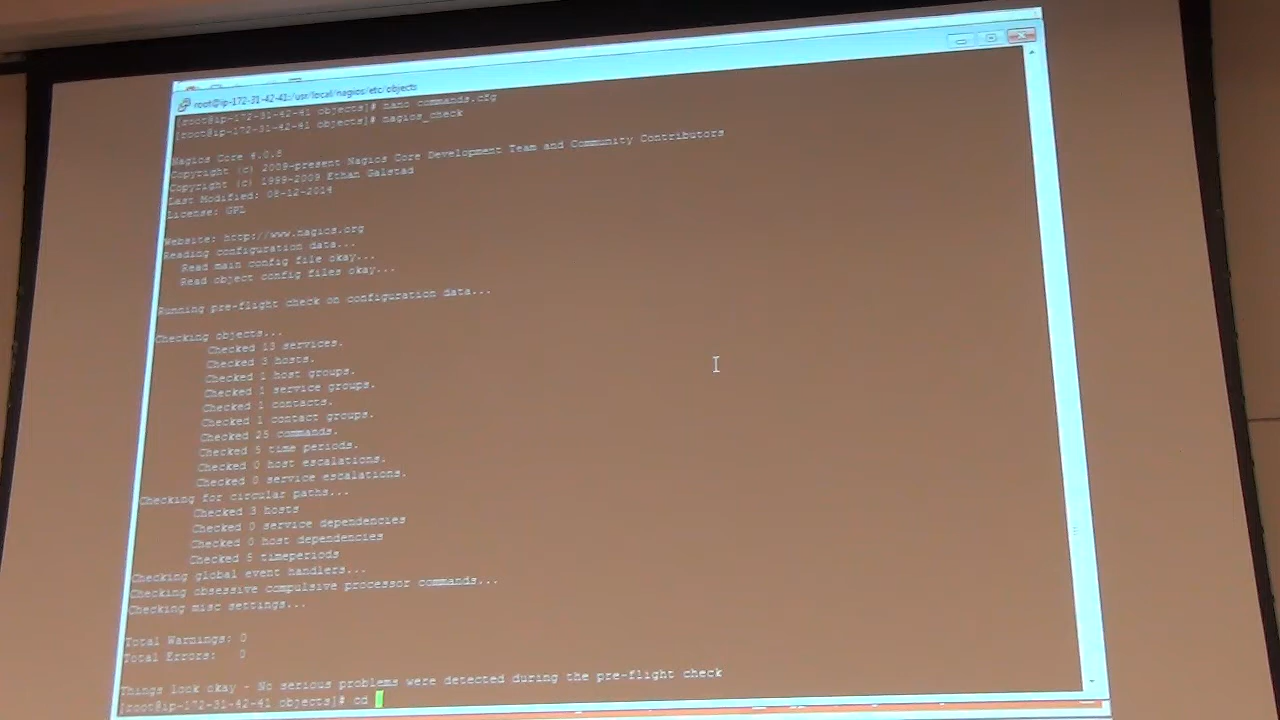 root@ip-172-31-42-41:/usr/local/nagios/etc/objects
[root@ip-172-31-42-41 objects]# nano commands.cfg
[root@ip-172-31-42-41 objects]# nagios_check
Nagios Core 4.0.8
Copyright (c) 2009-present Nagios Core Development Team and Community Contributors
Copyright (c) 1999-2009 Ethan Galstad
Last Modified: 08-12-2014
License: GPL
Website: http://www.nagios.org
Reading configuration data...
Read main config file okay...
Read object config files okay...
Running pre-flight check on configuration data...
Checking objects...
Checked 13 services.
Checked 3 hosts.
Checked 1 host groups.
Checked 1 service groups.
Checked 1 contacts.
Checked 1 contact groups.
Checked 25 commands.
Checked 5 time periods.
Checked 0 host escalations.
Checked 0 service escalations.
Checking for circular paths...
Checked 3 hosts
Checked 0 service dependencies
Checked 0 host dependencies
Checked 5 timeperiods
Checking global event handlers...
Checking obsessive compulsive processor commands...
Checking misc settings...
Total Warnings: 0
Total Errors: 0
Things look okay - No serious problems were detected during the pre-flight check
[root@ip-172-31-42-41 objects]# cd